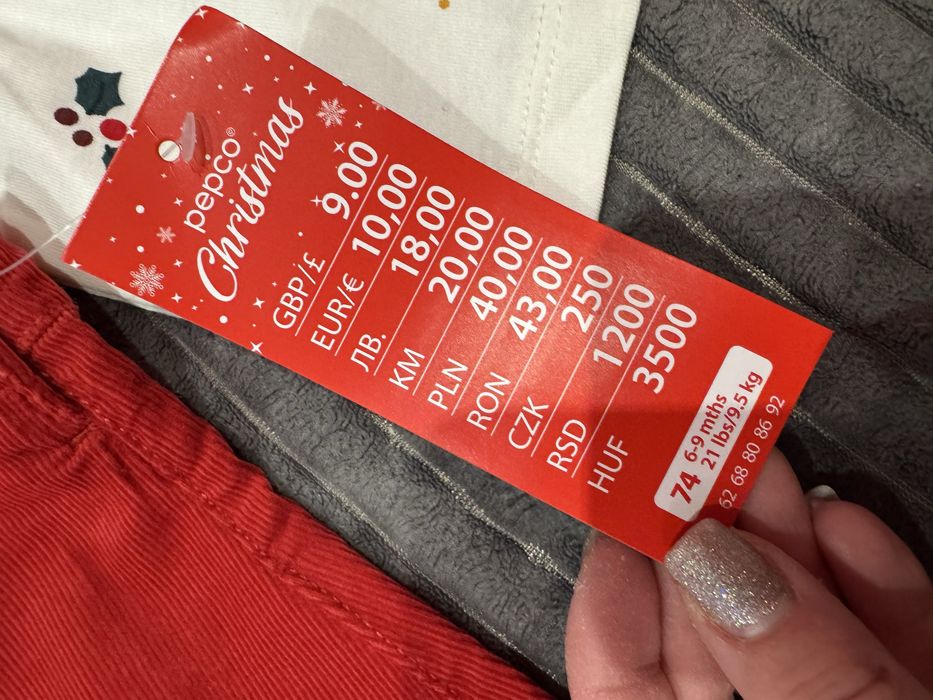 pepco®
Christmas
GBP/£ 9.00
EUR/€ 10,00
ЛВ. 18,00
KM 20,00
PLN 40,00
RON 43,00
CZK 250
RSD 1200
HUF 3500
74 6-9 mths
21 lbs/9.5 kg
62 68 80 86 92